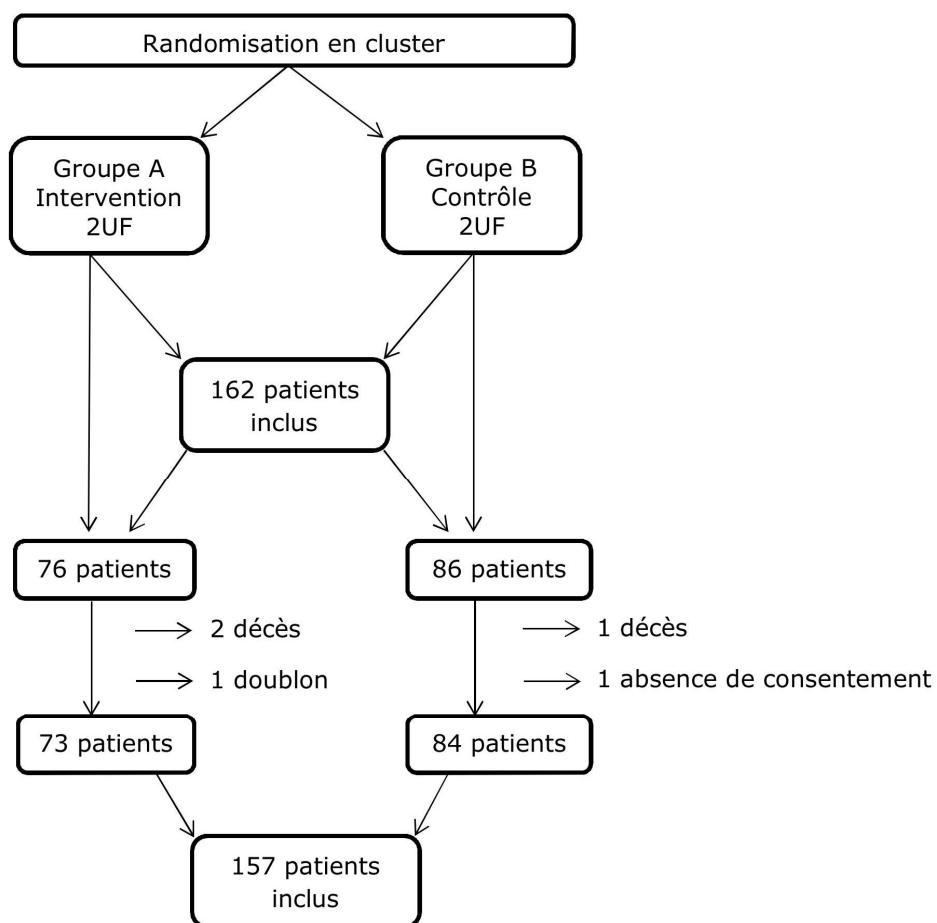 Randomisation en cluster
Groupe A
Intervention
2UF
Groupe B
Contrôle
2UF
162 patients
inclus
76 patients
86 patients
2 décès
1 doublon
1 décès
1 absence de consentement
73 patients
84 patients
157 patients
inclus